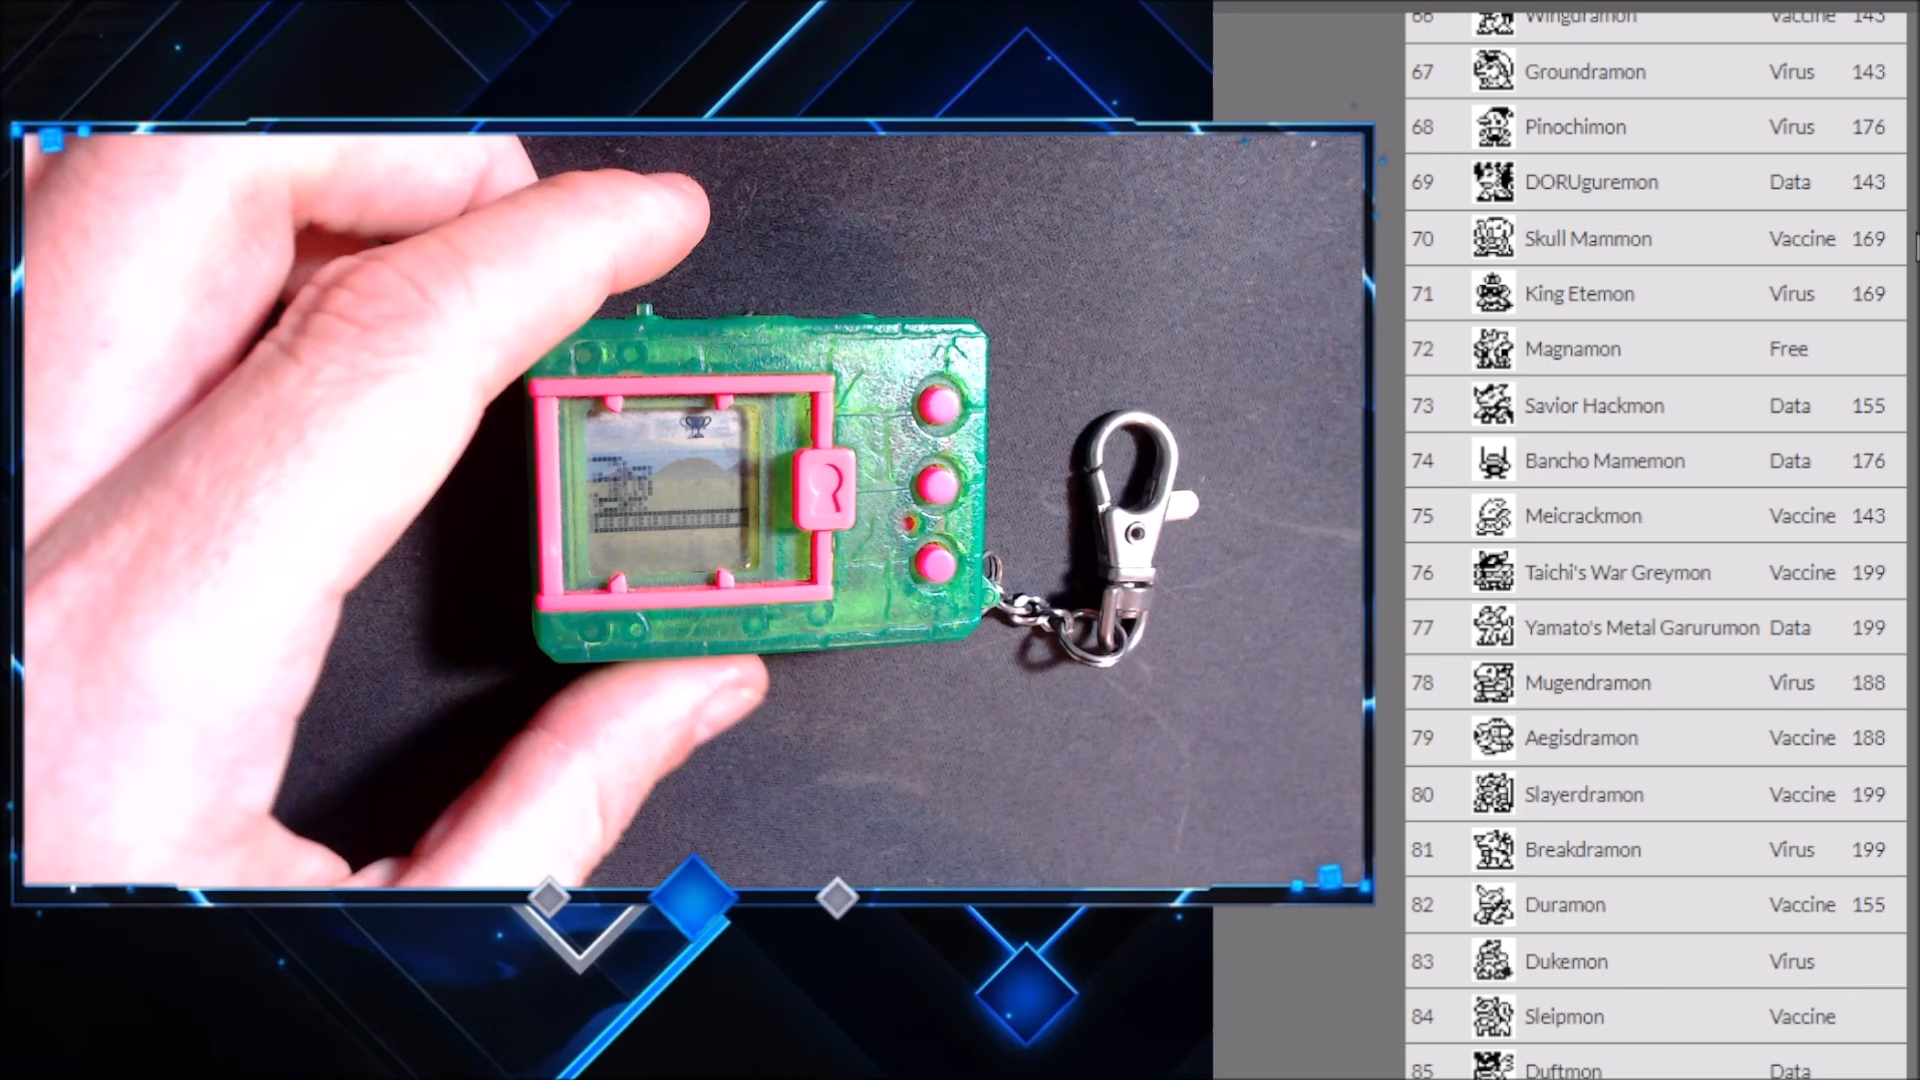 66 Wingdramon Vaccine 143
67 Groundramon Virus 143
68 Pinochimon Virus 176
69 DORUguremon Data 143
70 Skull Mammon Vaccine 169
71 King Etemon Virus 169
72 Magnamon Free
73 Savior Hackmon Data 155
74 Bancho Mamemon Data 176
75 Meicrackmon Vaccine 143
76 Taichi's War Greymon Vaccine 199
77 Yamato's Metal Garurumon Data 199
78 Mugendramon Virus 188
79 Aegisdramon Vaccine 188
80 Slayerdramon Vaccine 199
81 Breakdramon Virus 199
82 Duramon Vaccine 155
83 Dukemon Virus
84 Sleipmon Vaccine
85 Duftmon Data